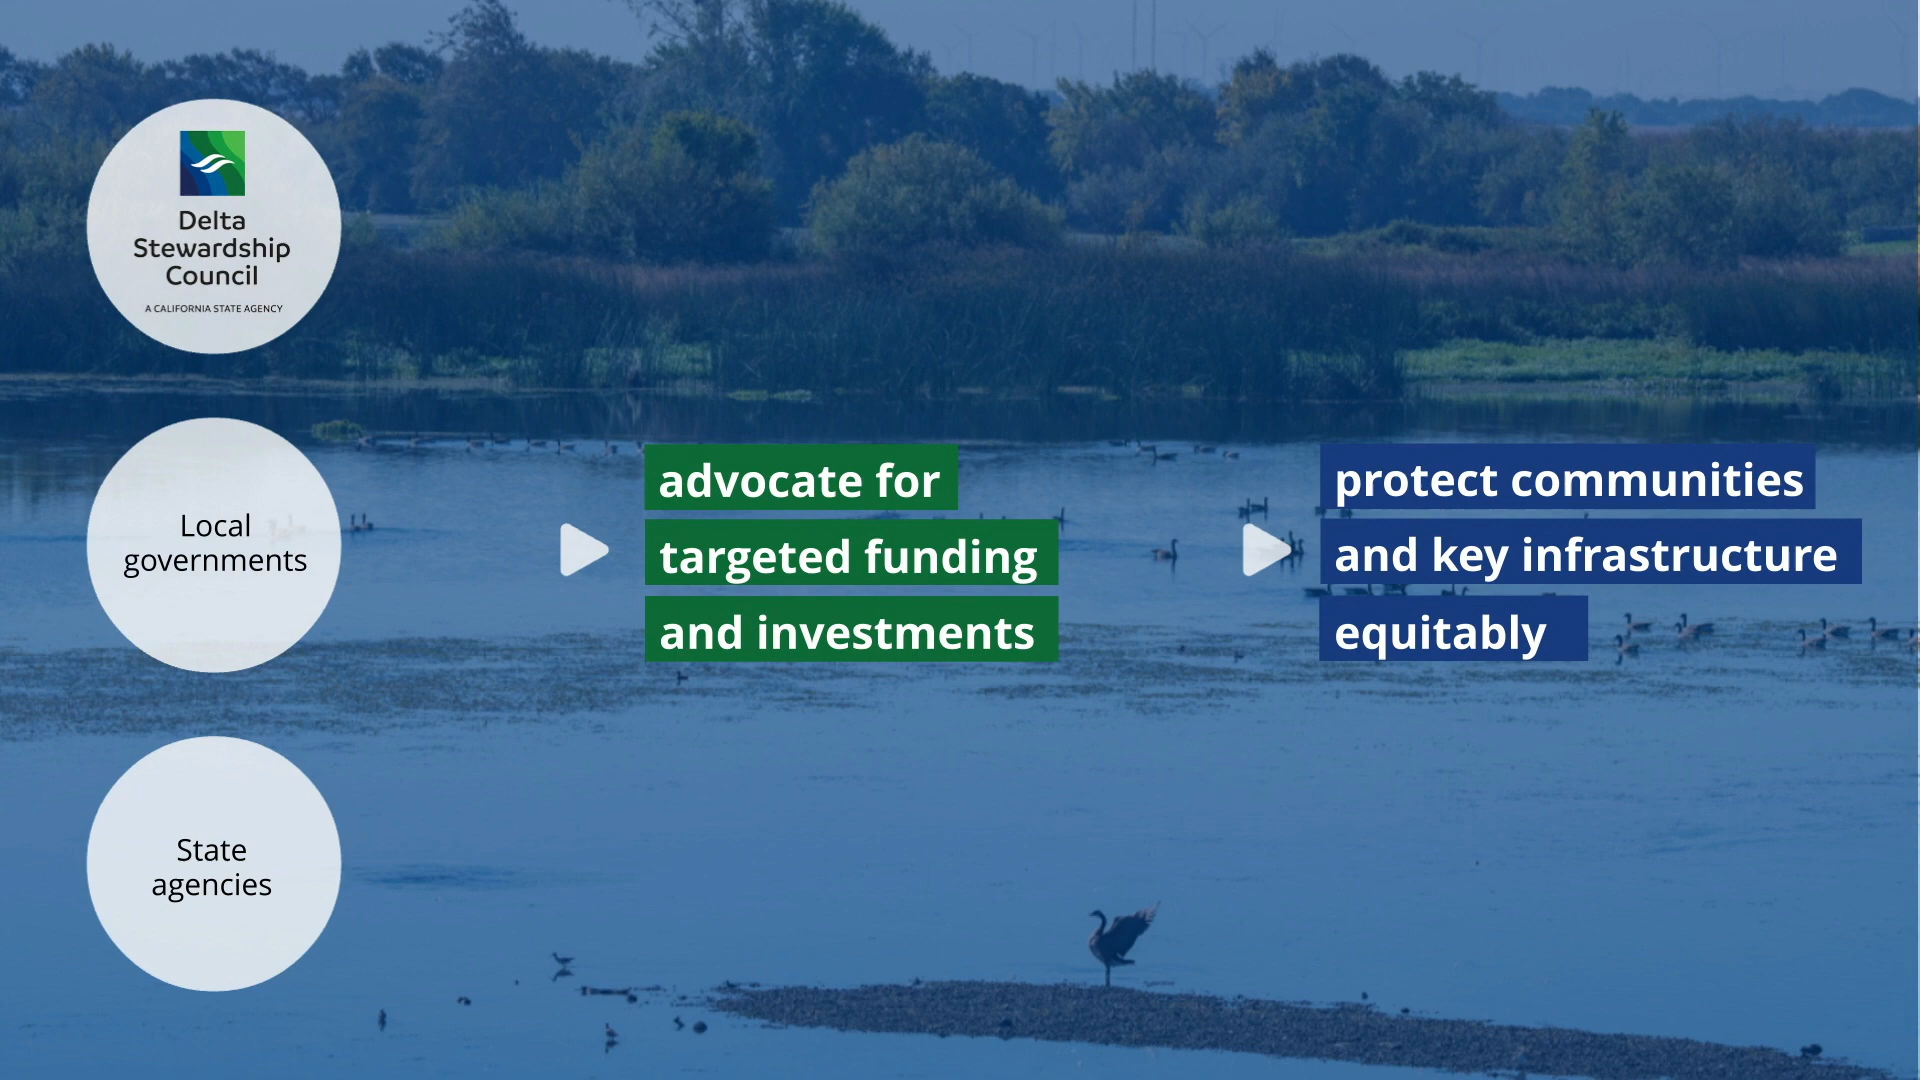 Delta
Stewardship
Council
A CALIFORNIA STATE AGENCY
Local
governments
State
agencies
advocate for
targeted funding
and investments
protect communities
and key infrastructure
equitably